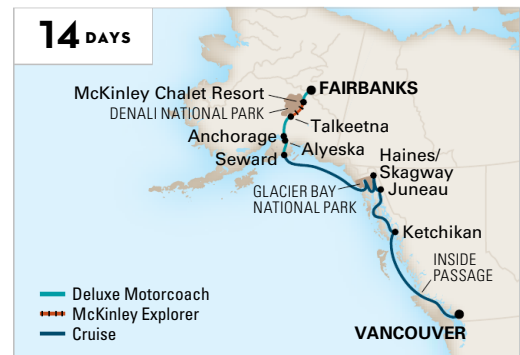 14 DAYS
McKinley Chalet Resort
FAIRBANKS
DENALI NATIONAL PARK
Talkeetna
Anchorage
Alyeska
Seward
Haines/
Skagway
GLACIER BAY
NATIONAL PARK
Juneau
Ketchikan
INSIDE
PASSAGE
Deluxe Motorcoach
McKinley Explorer
Cruise
VANCOUVER